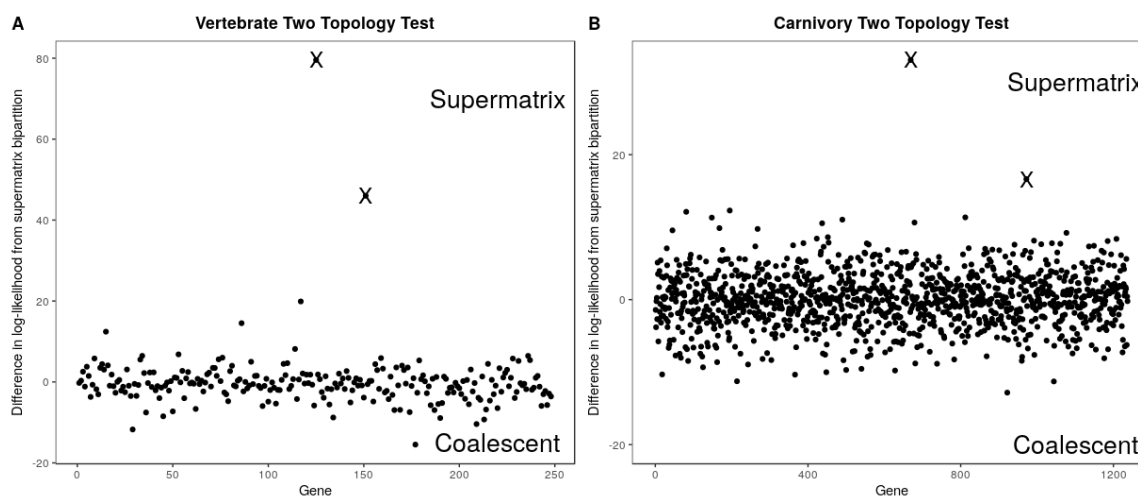 A
Vertebrate Two Topology Test
Difference in log-likelihood from supermatrix bipartition
80
60
40
20
0
-20
X
X
Supermatrix
Coalescent
0
50
100
150
200
250
Gene
B
Carnivory Two Topology Test
Difference in log-likelihood from supermatrix bipartition
20
0
-20
X
X
Supermatrix
Coalescent
0
400
800
1200
Gene